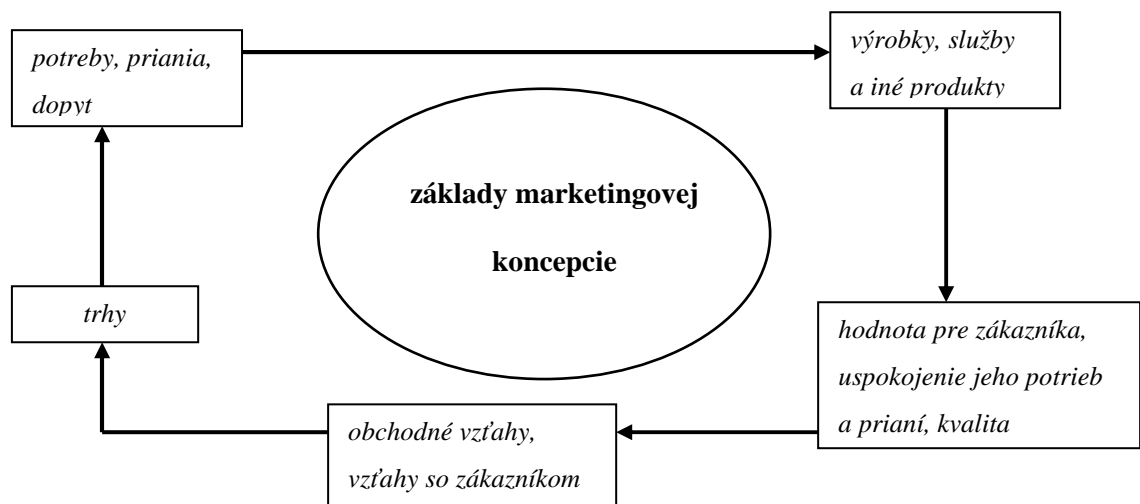 potreby, priania,
dopyt
výrobky, služby
a iné produkty
základy marketingovej
koncepcie
trhy
hodnota pre zákazníka,
uspokojenie jeho potrieb
a prianí, kvalita
obchodné vzťahy,
vzťahy so zákazníkom